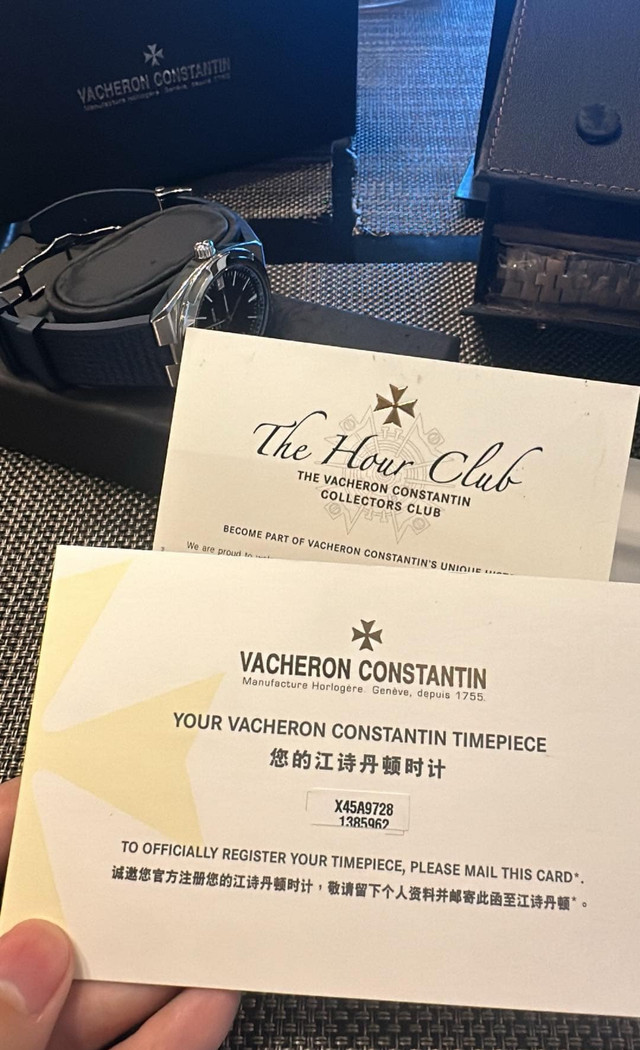 VACHERON CONSTANTIN
Manufacture Horlogère. Genève, depuis 1755.
The Hour Club
THE VACHERON CONSTANTIN
COLLECTORS CLUB
BECOME PART OF VACHERON CONSTANTIN'S UNIQUE
We are proud to
VACHERON CONSTANTIN
Manufacture Horlogère. Genève, depuis 1755.
YOUR VACHERON CONSTANTIN TIMEPIECE
您的江诗丹顿时计
X45A9728
1385962
TO OFFICIALLY REGISTER YOUR TIMEPIECE, PLEASE MAIL THIS CARD*.
诚邀您官方注册您的江诗丹顿时计，敬请留下个人资料并邮寄此函至江诗丹顿*。